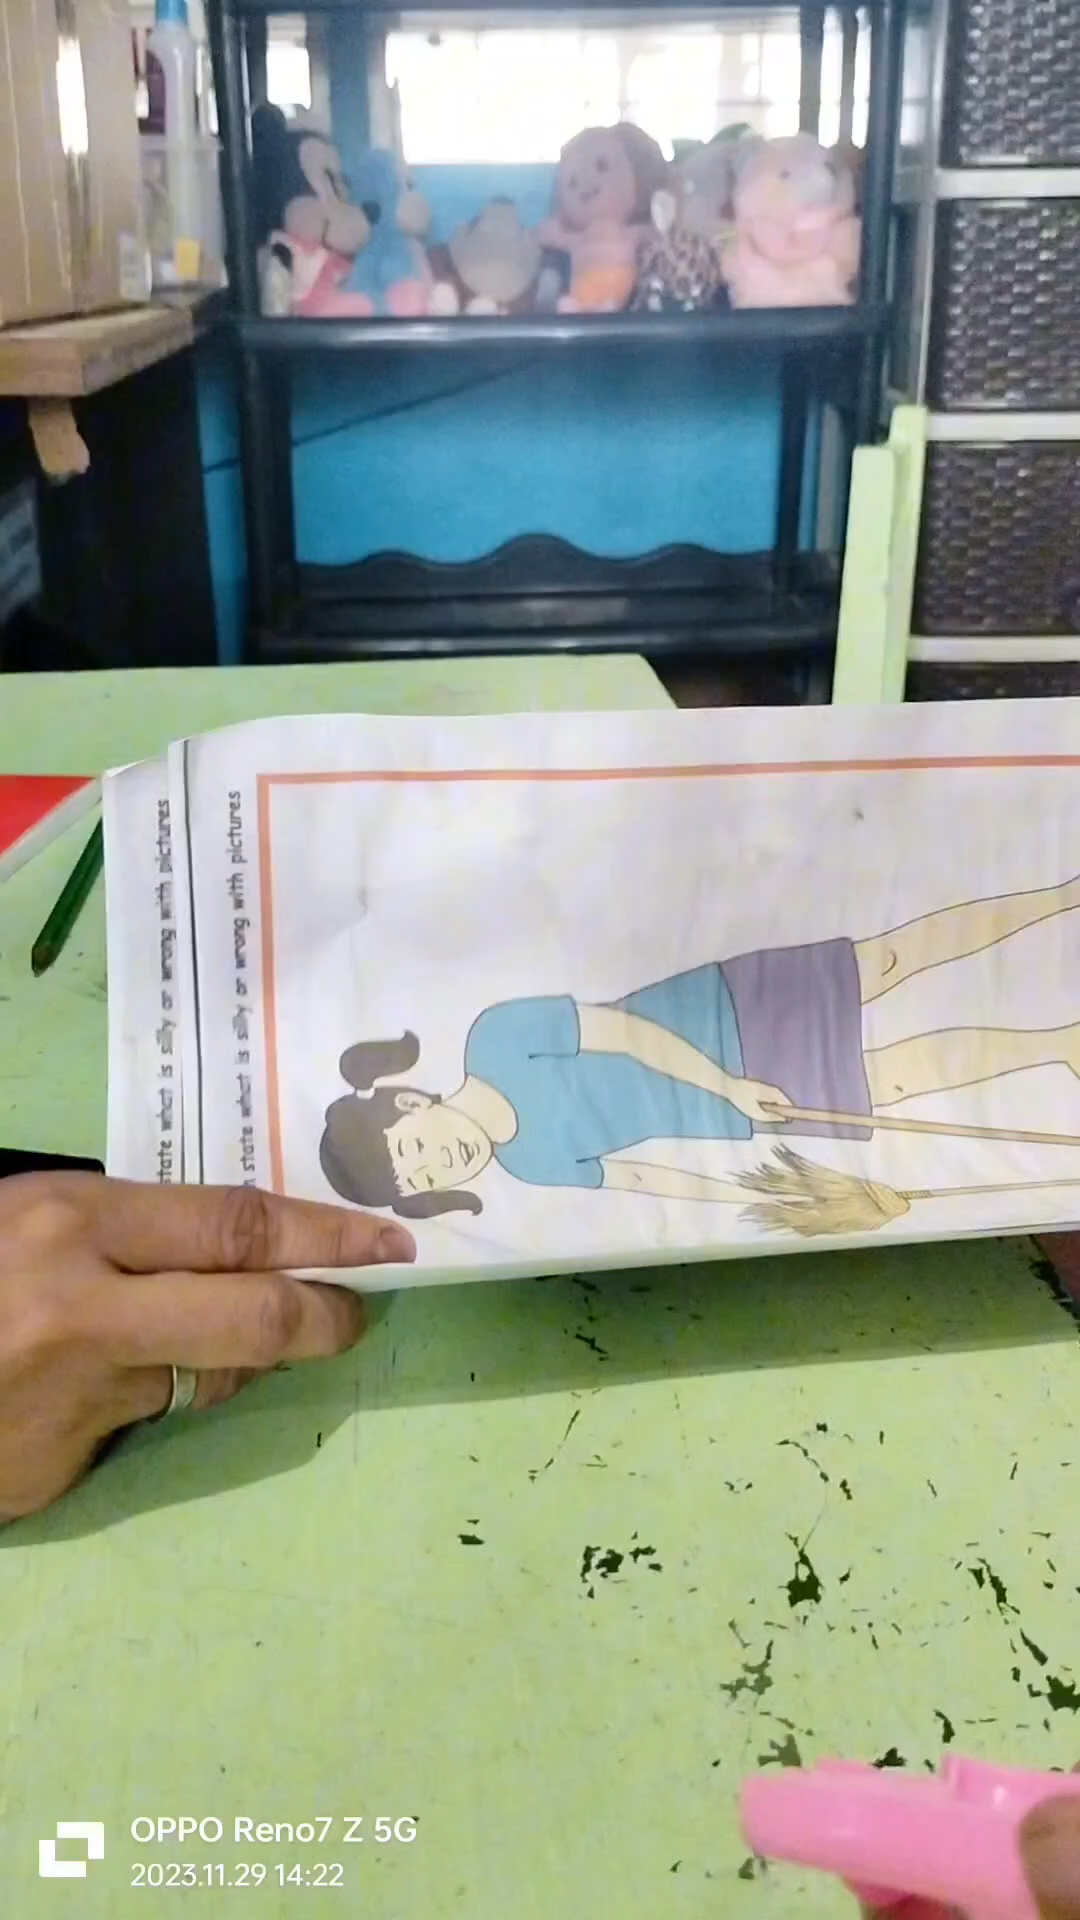 state what is silly or wrong with pictures
state what is silly or wrong with pictures
OPPO Reno7 Z 5G
2023.11.29 14:22